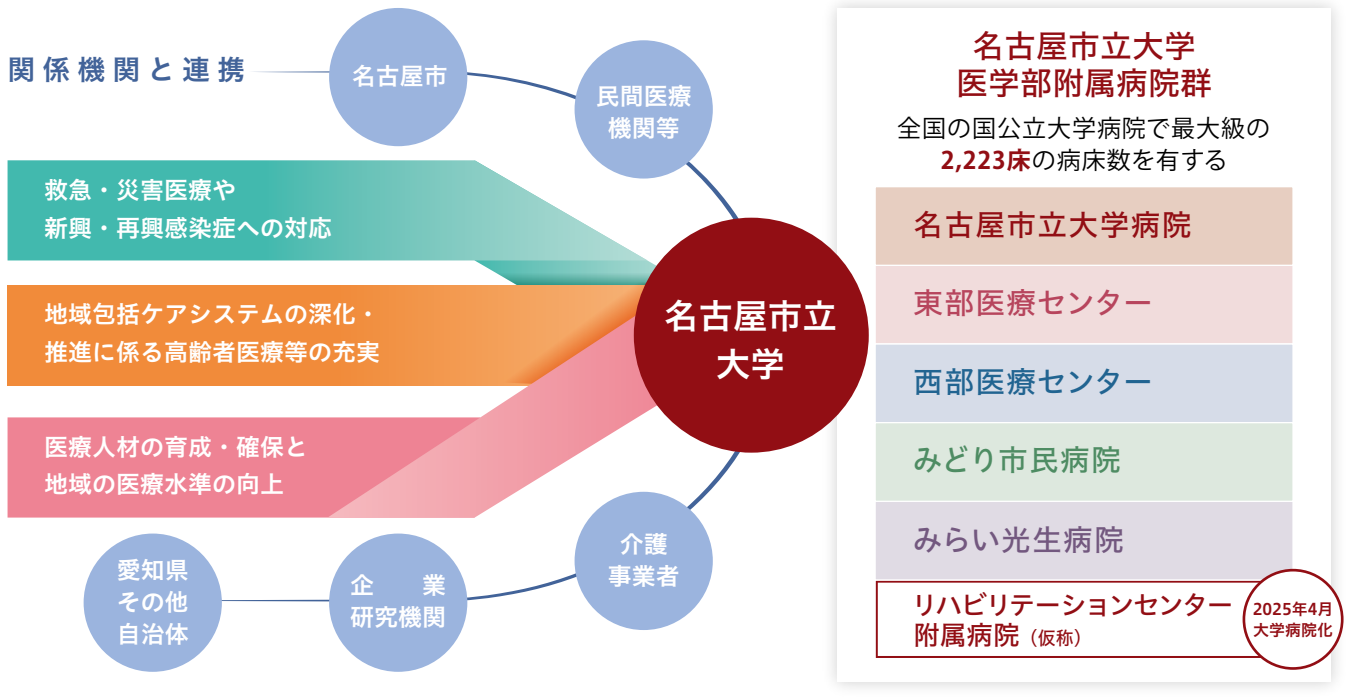 関係機関と連携
名古屋市
民間医療
機関等
救急・災害医療や
新興・再興感染症への対応
地域包括ケアシステムの深化・
推進に係る高齢者医療等の充実
医療人材の育成・確保と
地域の医療水準の向上
名古屋市立
大学
介護
事業者
企業
研究機関
愛知県
その他
自治体
名古屋市立大学
医学部附属病院群
全国の国公立大学病院で最大級の
2,223床の病床数を有する
名古屋市立大学病院
東部医療センター
西部医療センター
みどり市民病院
みらい光生病院
リハビリテーションセンター
附属病院（仮称）
2025年4月
大学病院化